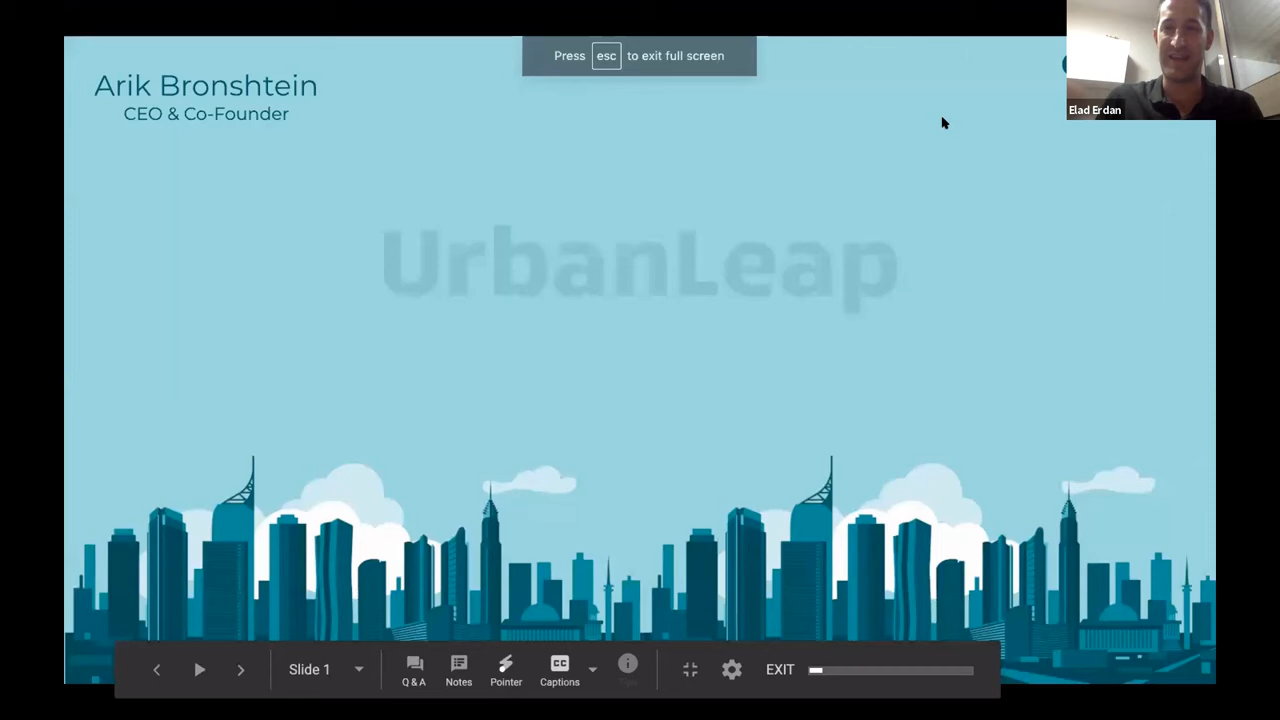 Arik Bronshtein
CEO & Co-Founder
Press esc to exit full screen
Elad Erdan
UrbanLeap
Slide 1
Q & A
Notes
Pointer
CC
Captions
EXIT